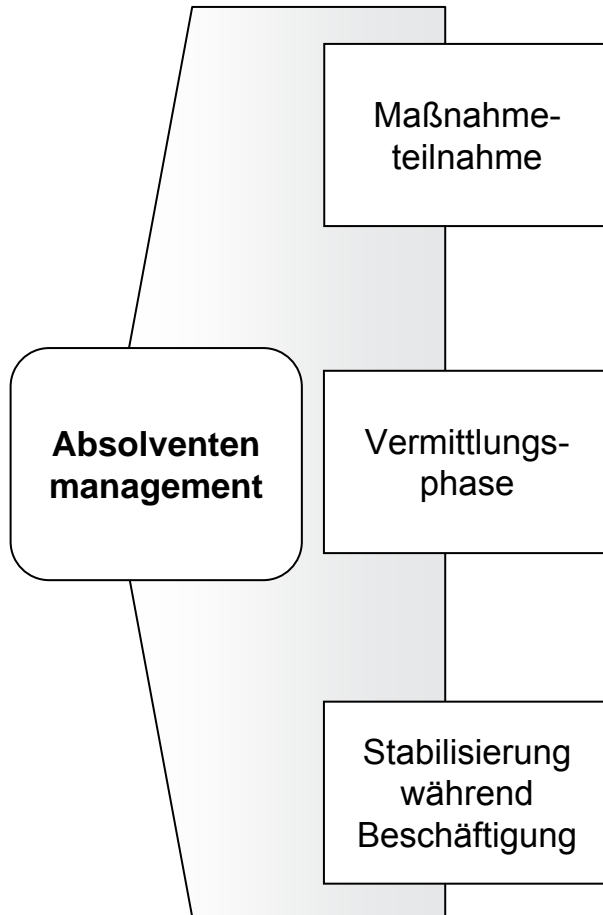 Maßnahme-
teilnahme
Absolventen
management
Vermittlungs-
phase
Stabilisierung
während
Beschäftigung